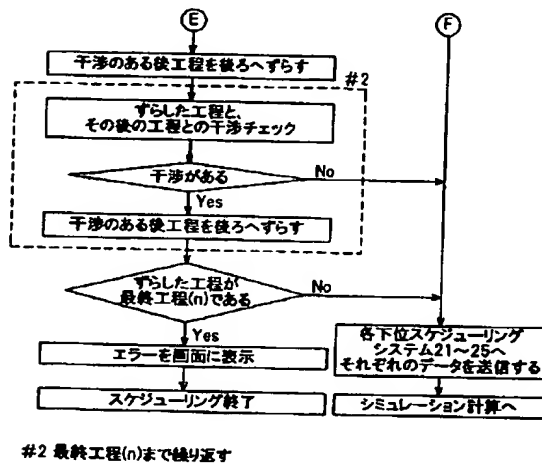 E
F
干渉のある後工程を後ろへずらす
#2
ずらした工程と、
その後の工程との干渉チェック
干渉がある
No
Yes
干渉のある後工程を後ろへずらす
ずらした工程が
最終工程(n)である
No
Yes
エラーを画面に表示
スケジューリング終了
各下位スケジューリング
システム21〜25へ
それぞれのデータを送信する
シミュレーション計算へ
#2 最終工程(n)まで繰り返す